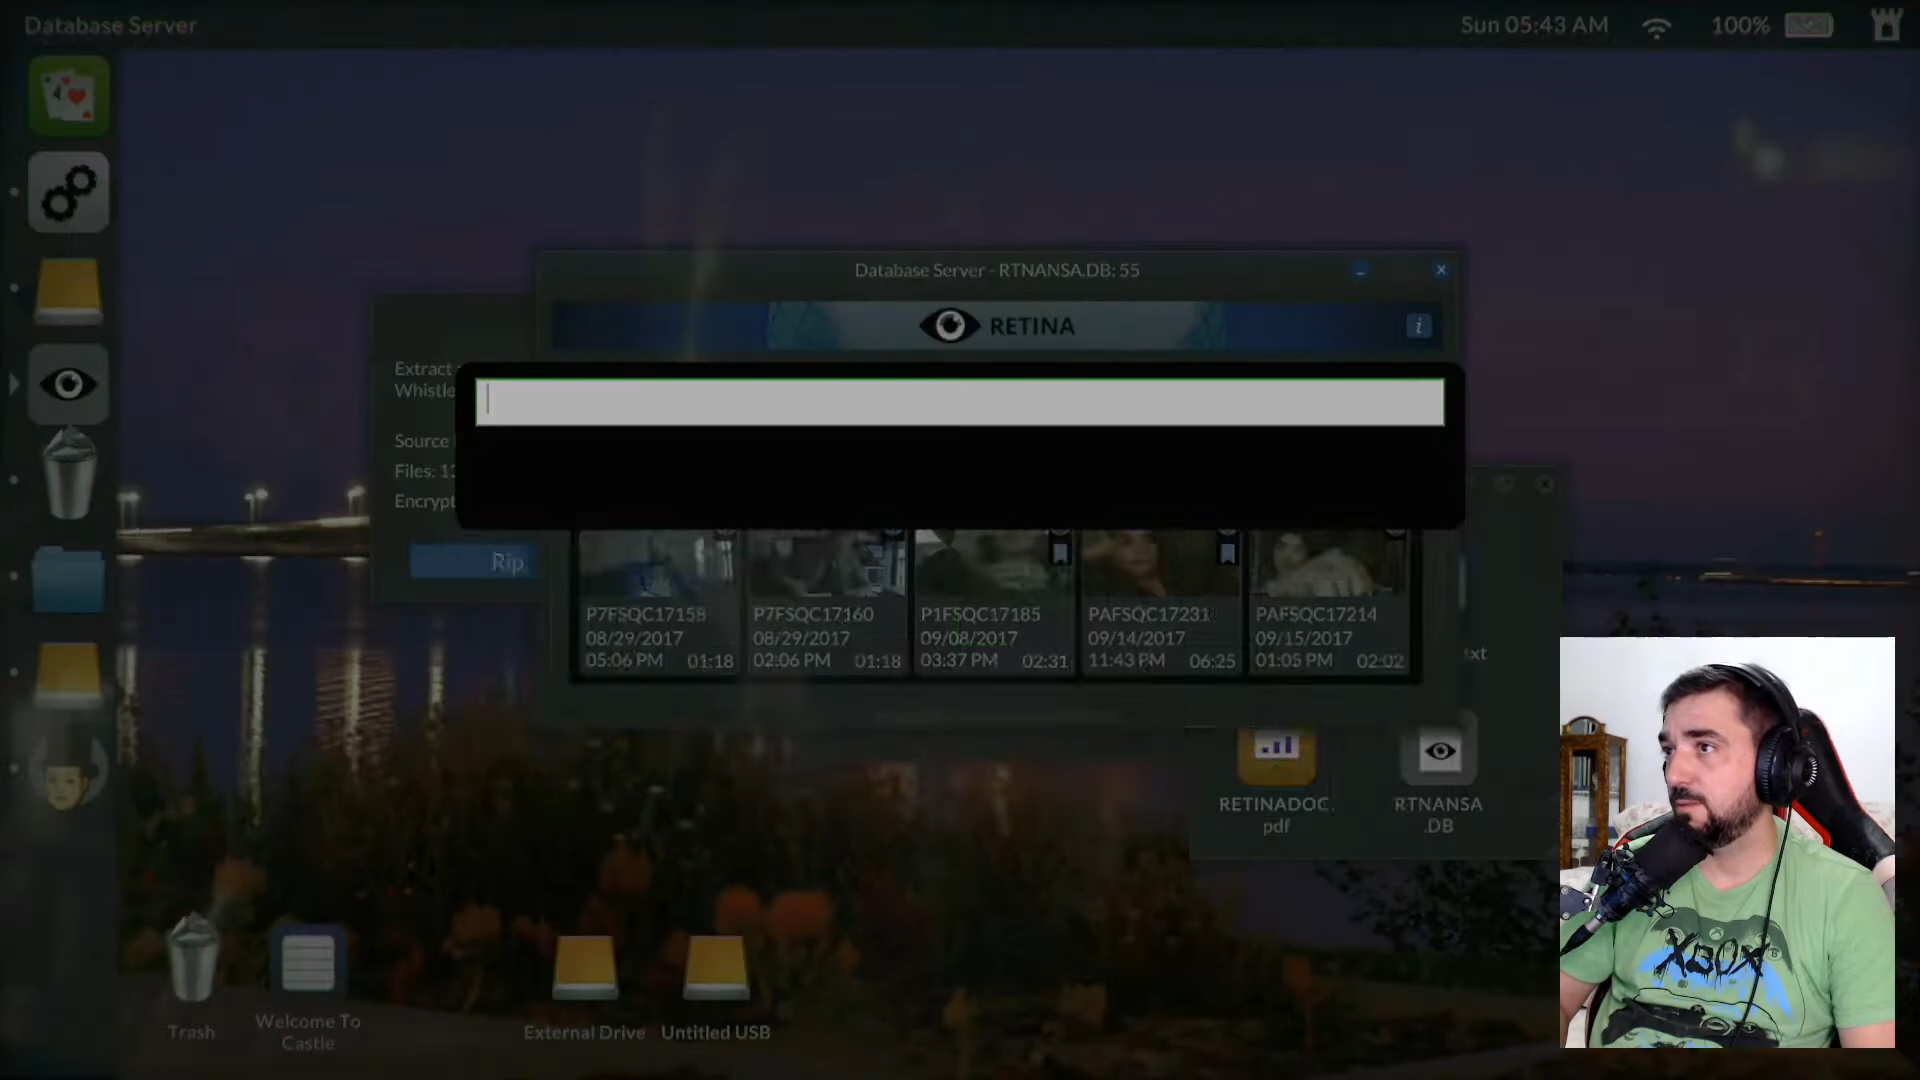 Database Server
Sun 05:43 AM
100%
Database Server - RTNANSA.DB: 55
RETINA
i
Extract
Whistle
Source
Files: 13
Encrypt
Rip
P7FSQC17158
08/29/2017
05:06 PM 01:18
P7FSQC17160
08/29/2017
02:06 PM 01:18
P1FSQC17185
09/08/2017
03:37 PM 02:31
PAFSQC17231
09/14/2017
11:43 PM 06:25
PAFSQC17214
09/15/2017
01:05 PM 02:02
txt
RETINADOC.
pdf
RTNANSA
.DB
Trash
Welcome To
Castle
External Drive
Untitled USB
XBOX